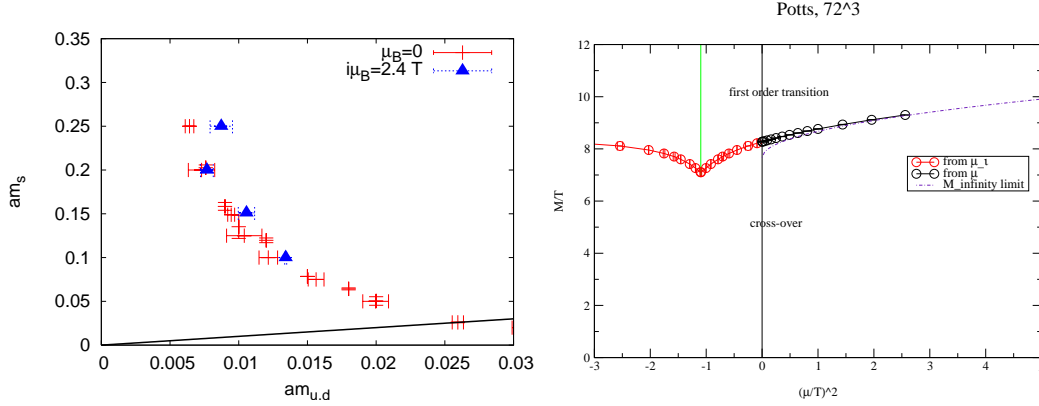 0.35
0.3
0.25
0.2
0.15
0.1
0.05
0
am_s
0 0.005 0.01 0.015 0.02 0.025 0.03
am_u,d
μ_B=0
iμ_B=2.4 T
Potts, 72^3
12
10
8
6
4
2
0
M/T
-3 -2 -1 0 1 2 3 4
(μ/T)^2
first order transition
cross-over
from μ_ι
from μ
M_infinity limit